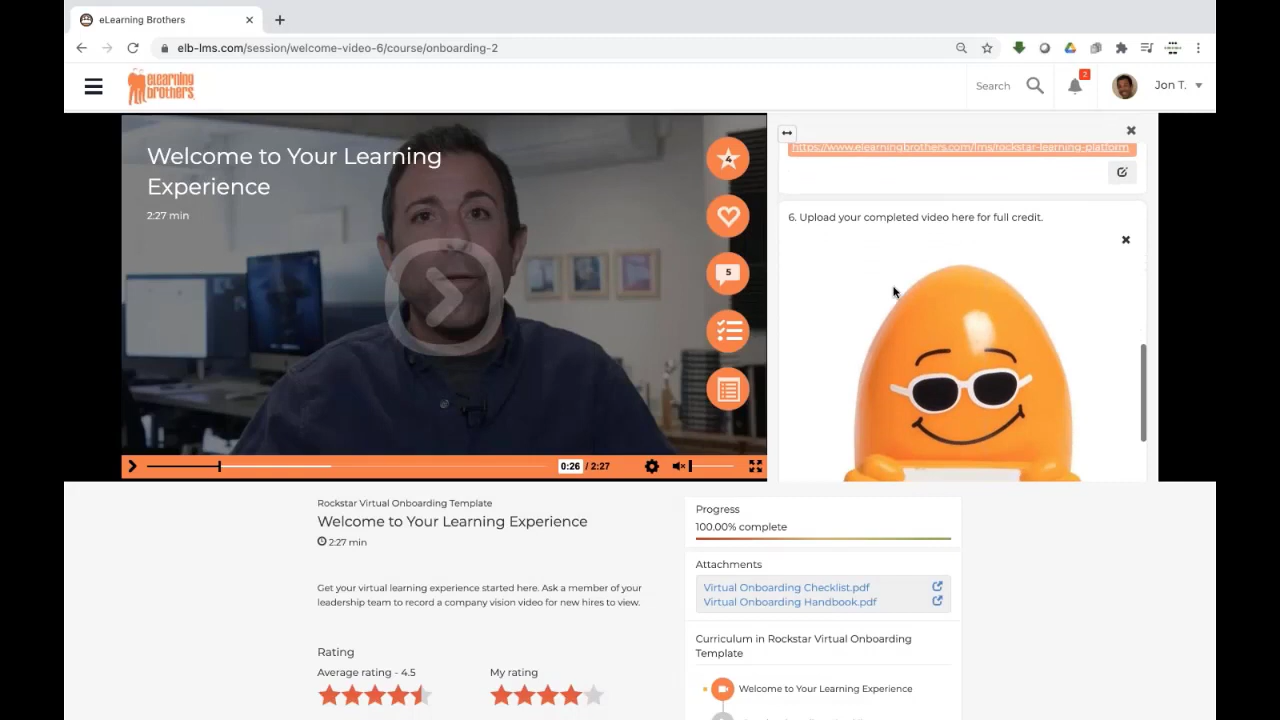 eLearning Brothers
elb-lms.com/session/welcome-video-6/course/onboarding-2
elearning
brothers
Search
2
Jon T.
Welcome to Your Learning
Experience
2:27 min
4
5
0:26 / 2:27
https://www.elearningbrothers.com/lms/rockstar-learning-platform
6. Upload your completed video here for full credit.
Rockstar Virtual Onboarding Template
Welcome to Your Learning Experience
2:27 min
Get your virtual learning experience started here. Ask a member of your
leadership team to record a company vision video for new hires to view.
Rating
Average rating - 4.5
My rating
Progress
100.00% complete
Attachments
Virtual Onboarding Checklist.pdf
Virtual Onboarding Handbook.pdf
Curriculum in Rockstar Virtual Onboarding
Template
Welcome to Your Learning Experience